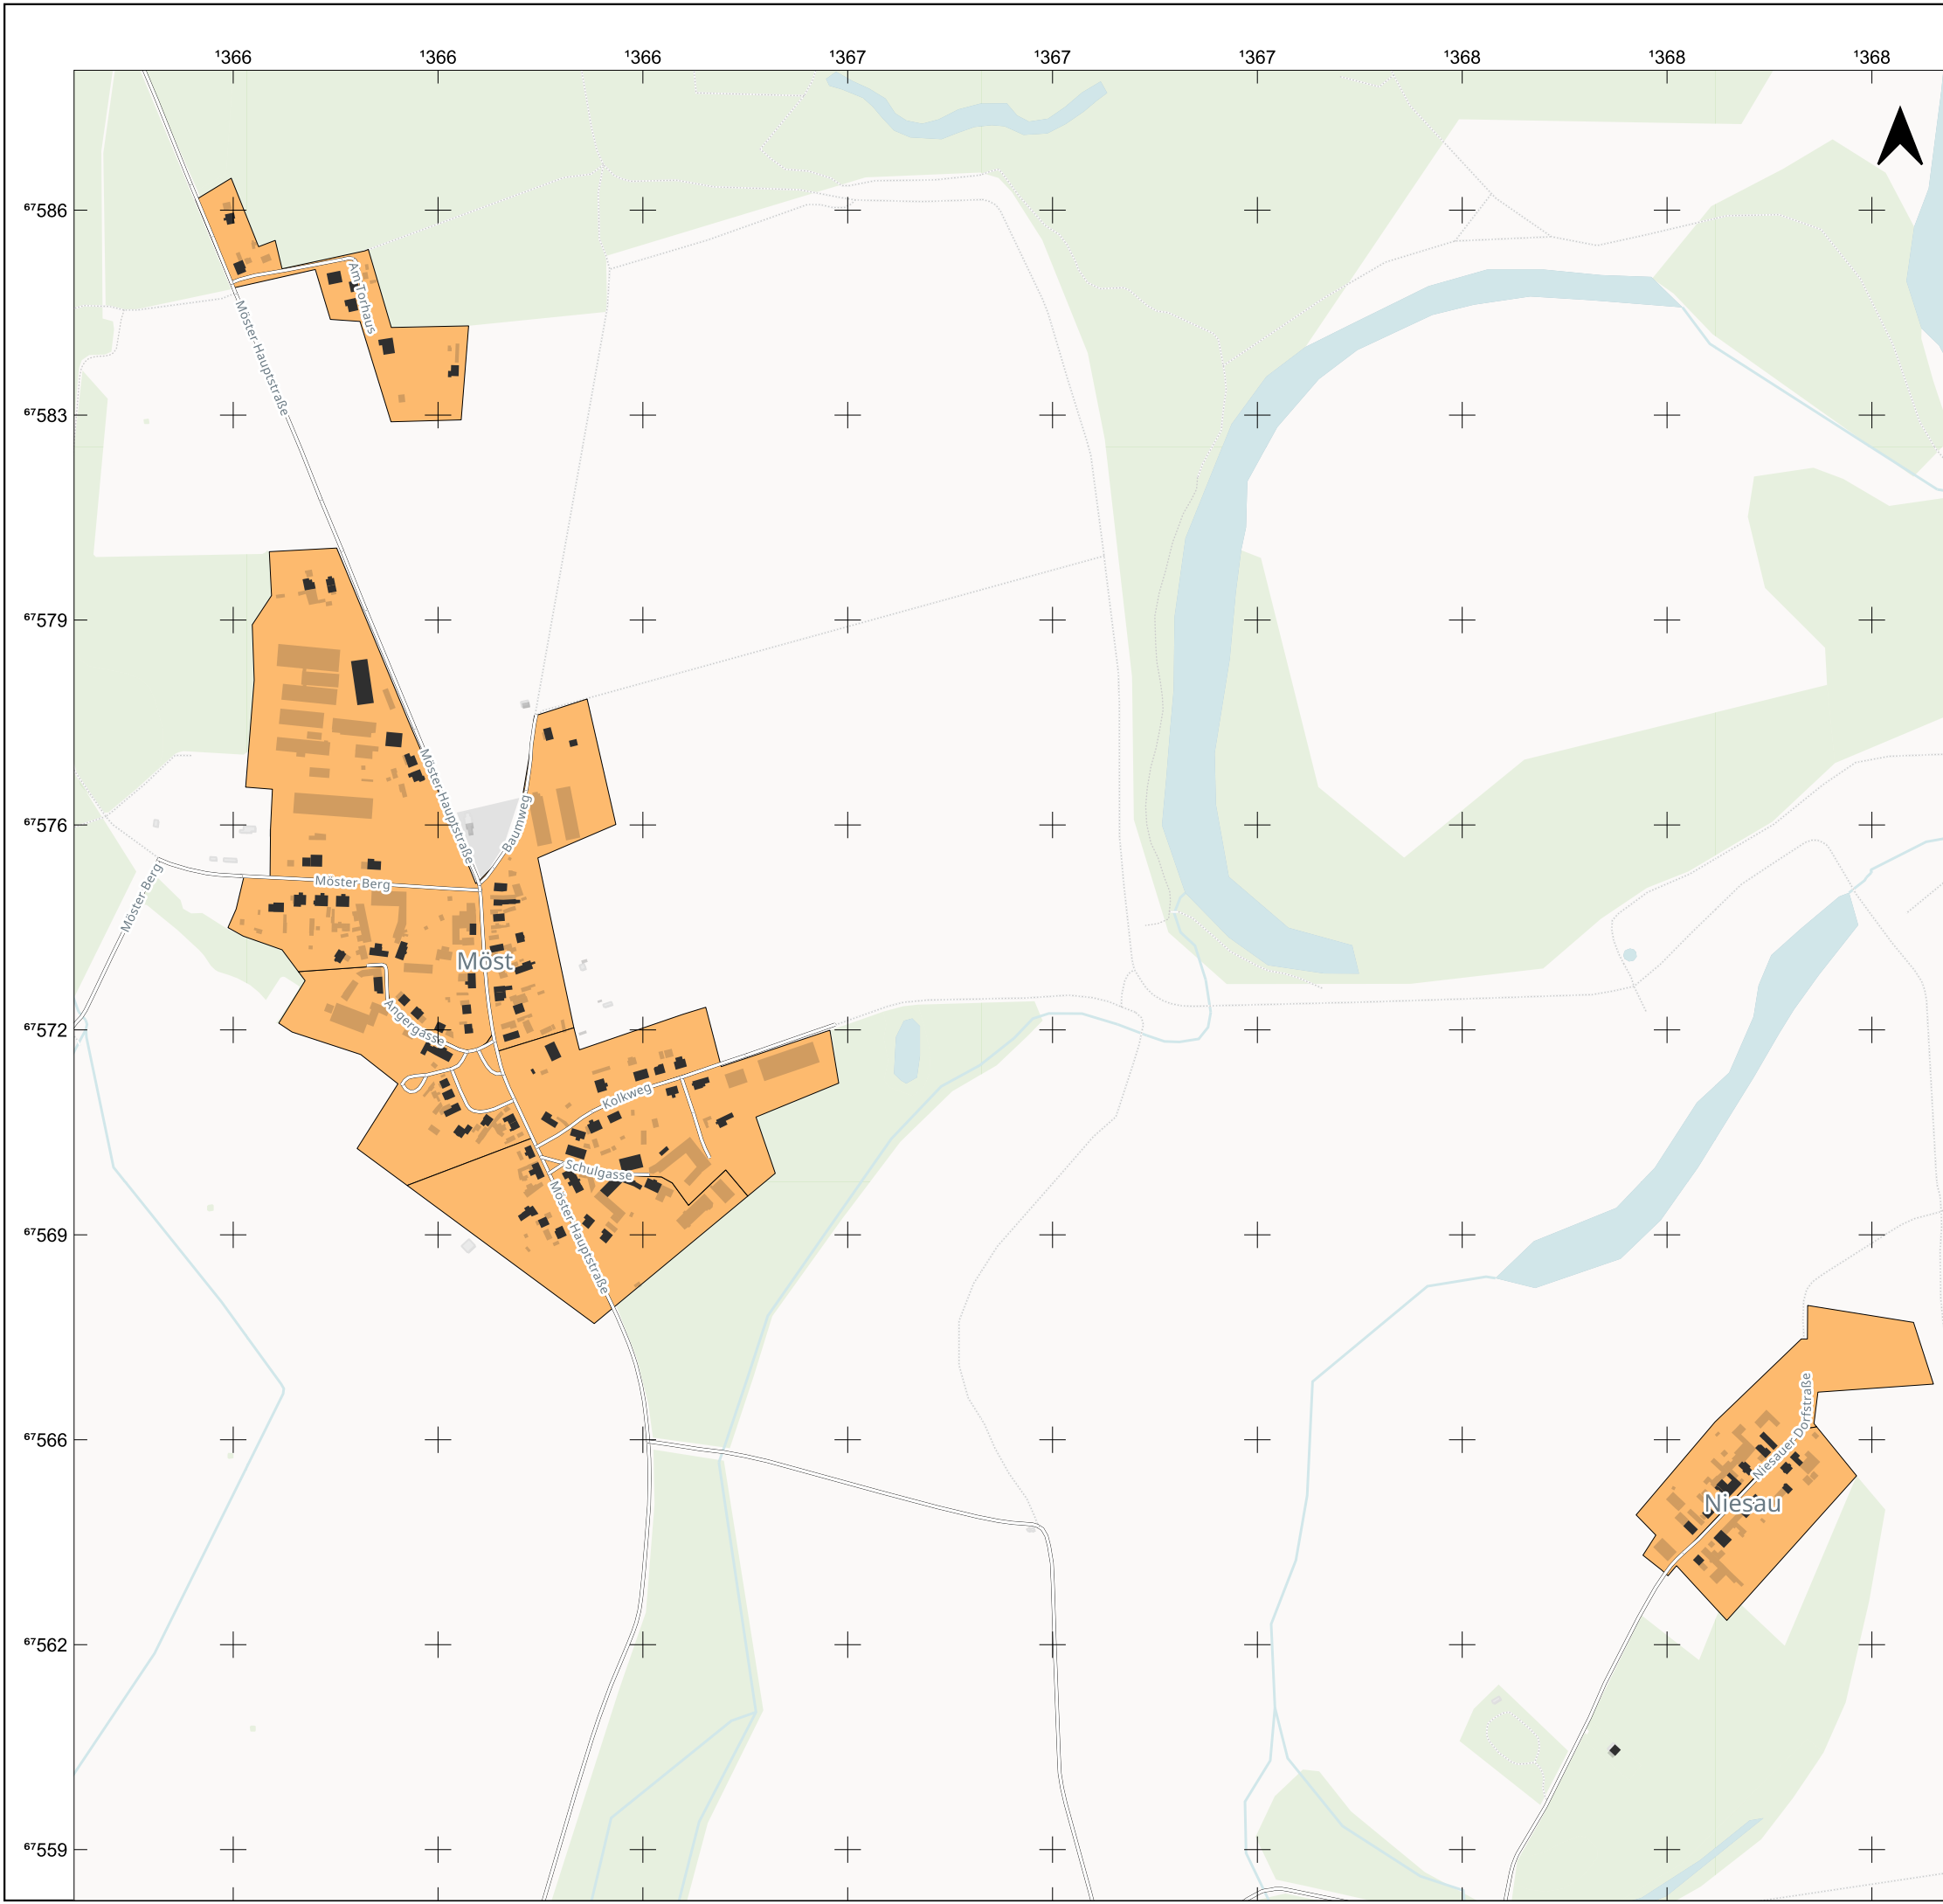 ¹366 ¹366 ¹366 ¹367 ¹367 ¹367 ¹368 ¹368 ¹368
⁶⁷586
Am Torhaus
Möster-Hauptstraße
⁶⁷583
⁶⁷579
Möster-Hauptstraße
Baumweg
⁶⁷576
Möster Berg
Möster-Berg
Möst
Angergasse
⁶⁷572
Kolkweg
Schulgasse
Möster-Hauptstraße
⁶⁷569
Niesauer-Dorfstraße
⁶⁷566
Niesau
⁶⁷562
⁶⁷559